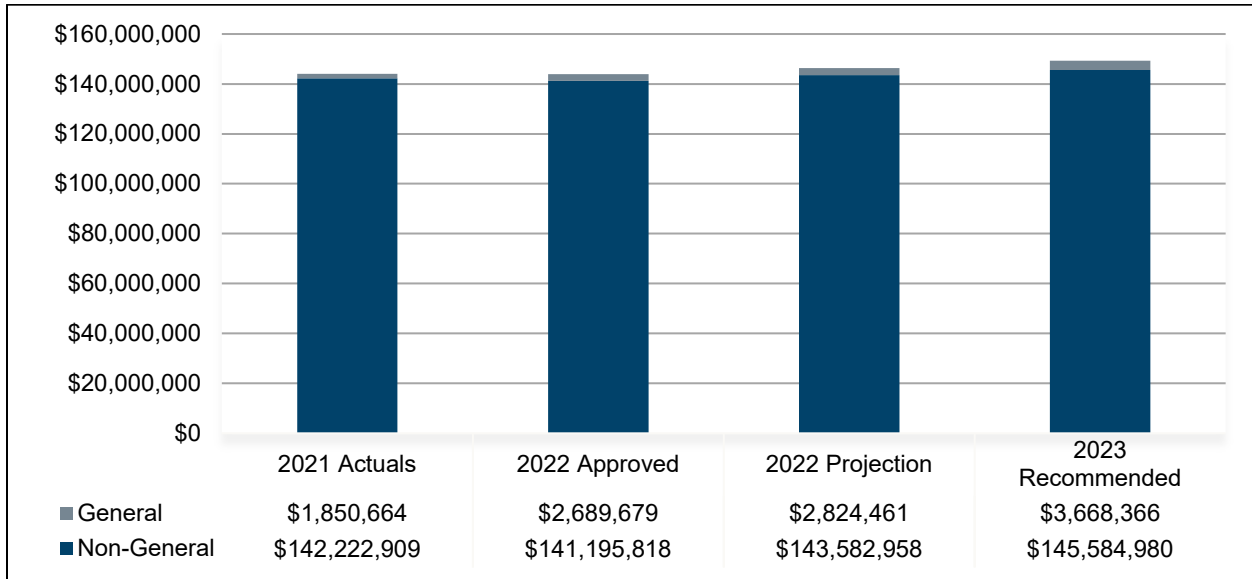 $160,000,000
$140,000,000
$120,000,000
$100,000,000
$80,000,000
$60,000,000
$40,000,000
$20,000,000
$0
2021 Actuals 2022 Approved 2022 Projection 2023
Recommended
General $1,850,664 $2,689,679 $2,824,461 $3,668,366
Non-General $142,222,909 $141,195,818 $143,582,958 $145,584,980